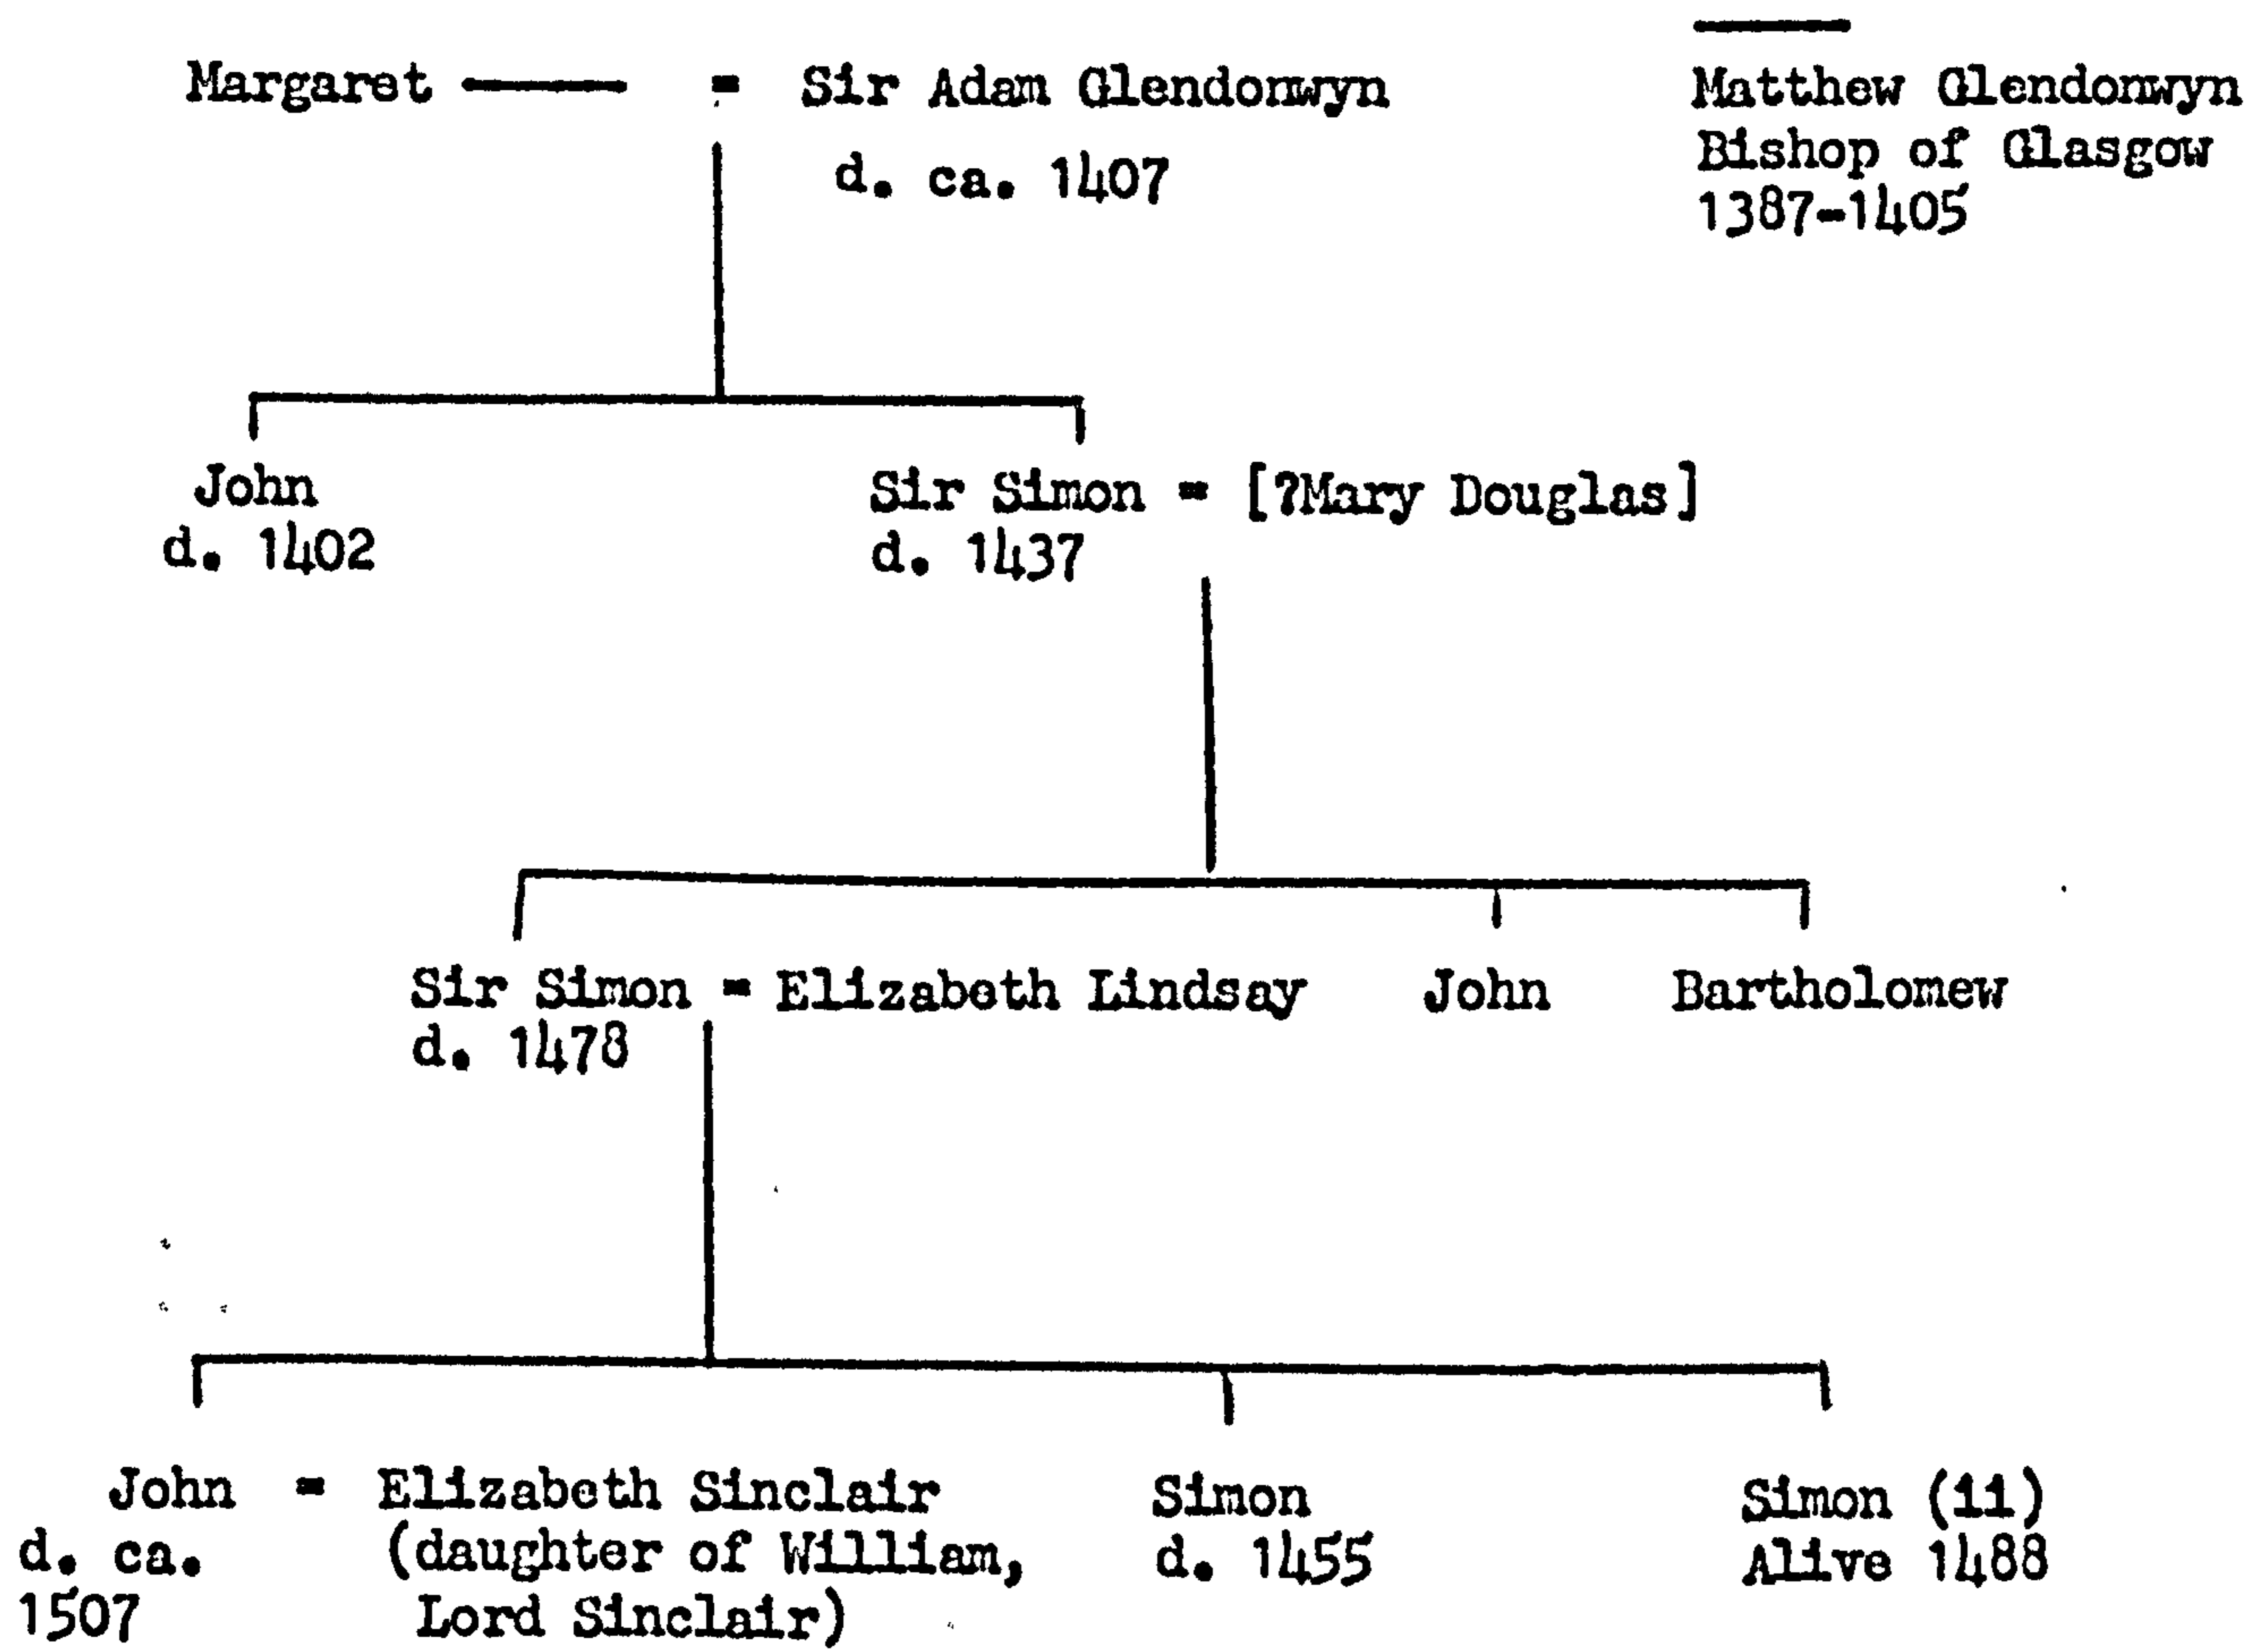 Margaret ——— = Sir Adam Glendonwyn
d. ca. 1407
Matthew Glendonwyn
Bishop of Glasgow
1387-1405
John
d. 1402
Sir Simon = [?Mary Douglas]
d. 1437
Sir Simon = Elizabeth Lindsay
d. 1478
John
Bartholomew
John = Elizabeth Sinclair
d. ca.
1507
(daughter of William,
Lord Sinclair)
Simon
d. 1455
Simon (ii)
Alive 1488